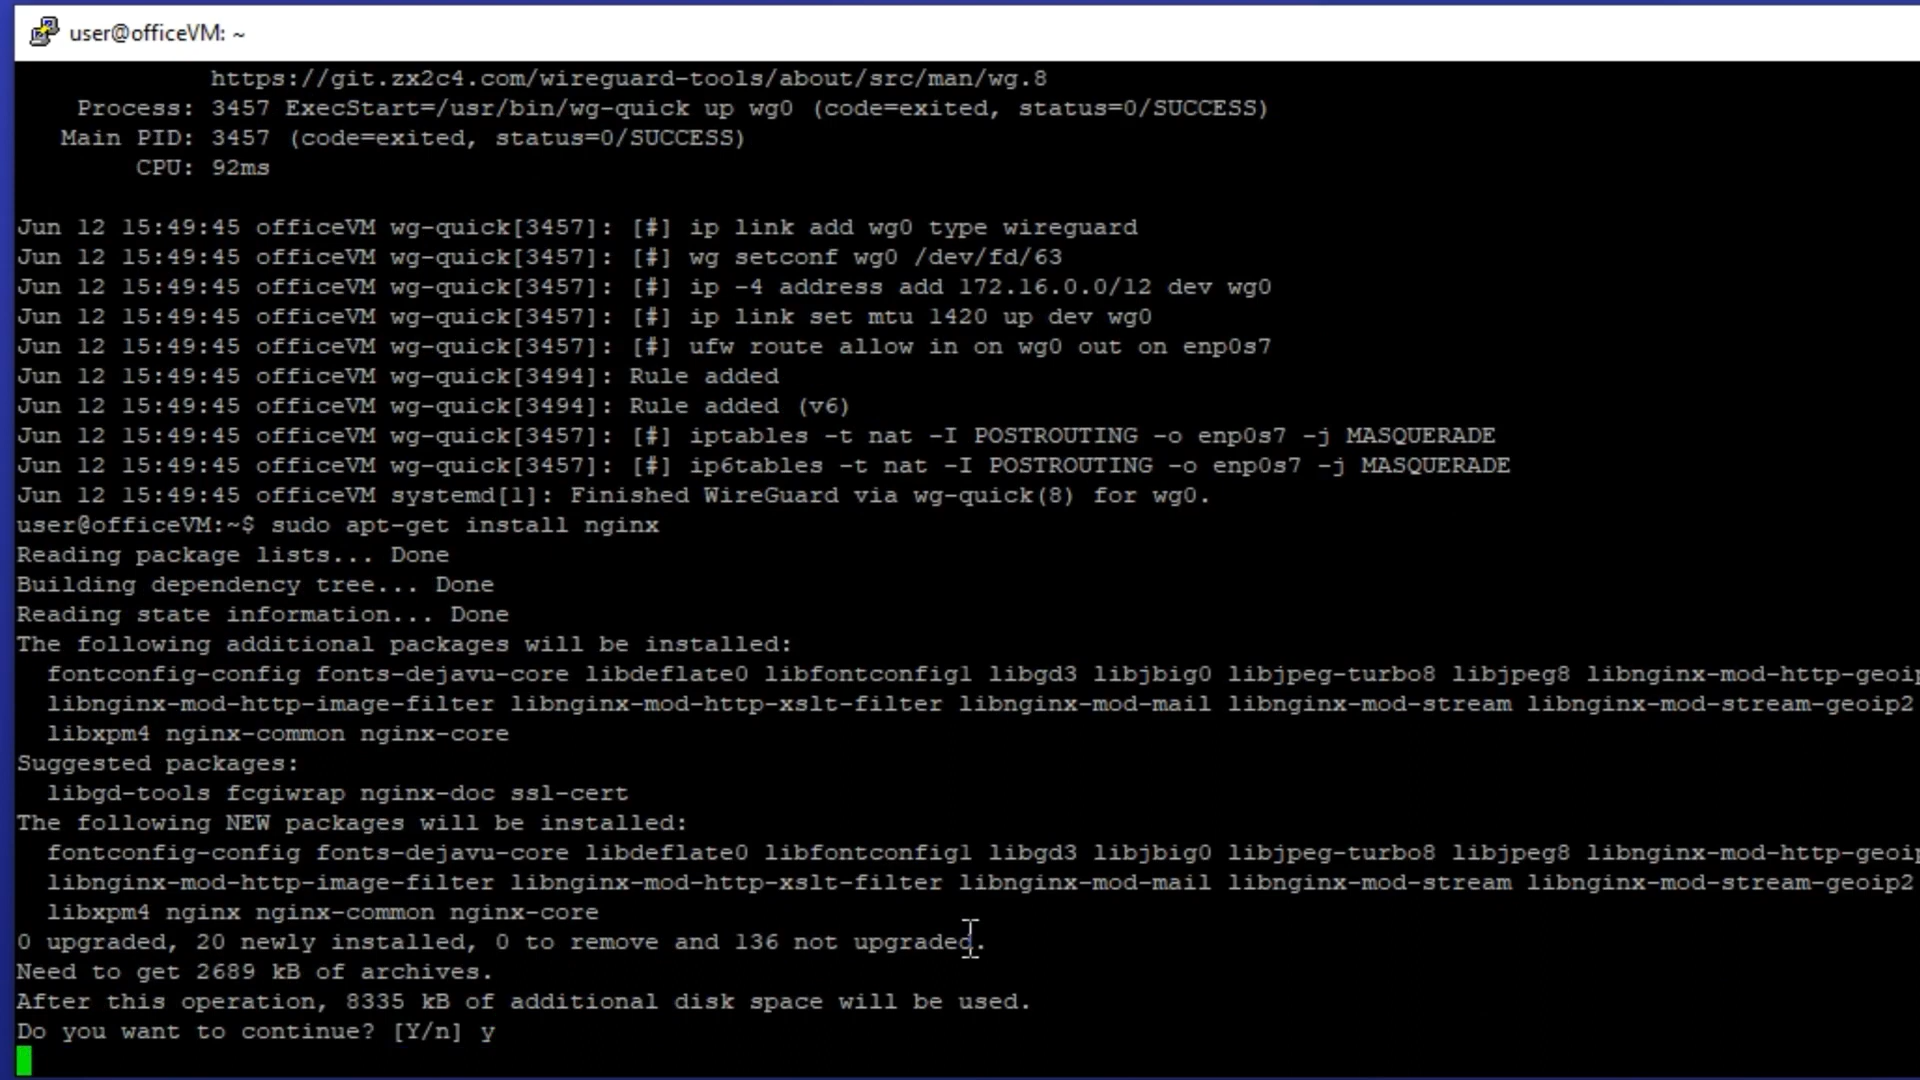 user@officeVM: ~
https://git.zx2c4.com/wireguard-tools/about/src/man/wg.8
Process: 3457 ExecStart=/usr/bin/wg-quick up wg0 (code=exited, status=0/SUCCESS)
Main PID: 3457 (code=exited, status=0/SUCCESS)
CPU: 92ms
Jun 12 15:49:45 officeVM wg-quick[3457]: [#] ip link add wg0 type wireguard
Jun 12 15:49:45 officeVM wg-quick[3457]: [#] wg setconf wg0 /dev/fd/63
Jun 12 15:49:45 officeVM wg-quick[3457]: [#] ip -4 address add 172.16.0.0/12 dev wg0
Jun 12 15:49:45 officeVM wg-quick[3457]: [#] ip link set mtu 1420 up dev wg0
Jun 12 15:49:45 officeVM wg-quick[3457]: [#] ufw route allow in on wg0 out on enp0s7
Jun 12 15:49:45 officeVM wg-quick[3494]: Rule added
Jun 12 15:49:45 officeVM wg-quick[3494]: Rule added (v6)
Jun 12 15:49:45 officeVM wg-quick[3457]: [#] iptables -t nat -I POSTROUTING -o enp0s7 -j MASQUERADE
Jun 12 15:49:45 officeVM wg-quick[3457]: [#] ip6tables -t nat -I POSTROUTING -o enp0s7 -j MASQUERADE
Jun 12 15:49:45 officeVM systemd[1]: Finished WireGuard via wg-quick(8) for wg0.
user@officeVM:~$ sudo apt-get install nginx
Reading package lists... Done
Building dependency tree... Done
Reading state information... Done
The following additional packages will be installed:
fontconfig-config fonts-dejavu-core libdeflate0 libfontconfig1 libgd3 libjbig0 libjpeg-turbo8 libjpeg8 libnginx-mod-http-geoip
libnginx-mod-http-image-filter libnginx-mod-http-xslt-filter libnginx-mod-mail libnginx-mod-stream libnginx-mod-stream-geoip2
libxpm4 nginx-common nginx-core
Suggested packages:
libgd-tools fcgiwrap nginx-doc ssl-cert
The following NEW packages will be installed:
fontconfig-config fonts-dejavu-core libdeflate0 libfontconfig1 libgd3 libjbig0 libjpeg-turbo8 libjpeg8 libnginx-mod-http-geoip
libnginx-mod-http-image-filter libnginx-mod-http-xslt-filter libnginx-mod-mail libnginx-mod-stream libnginx-mod-stream-geoip2
libxpm4 nginx nginx-common nginx-core
0 upgraded, 20 newly installed, 0 to remove and 136 not upgraded.
Need to get 2689 kB of archives.
After this operation, 8335 kB of additional disk space will be used.
Do you want to continue? [Y/n] y